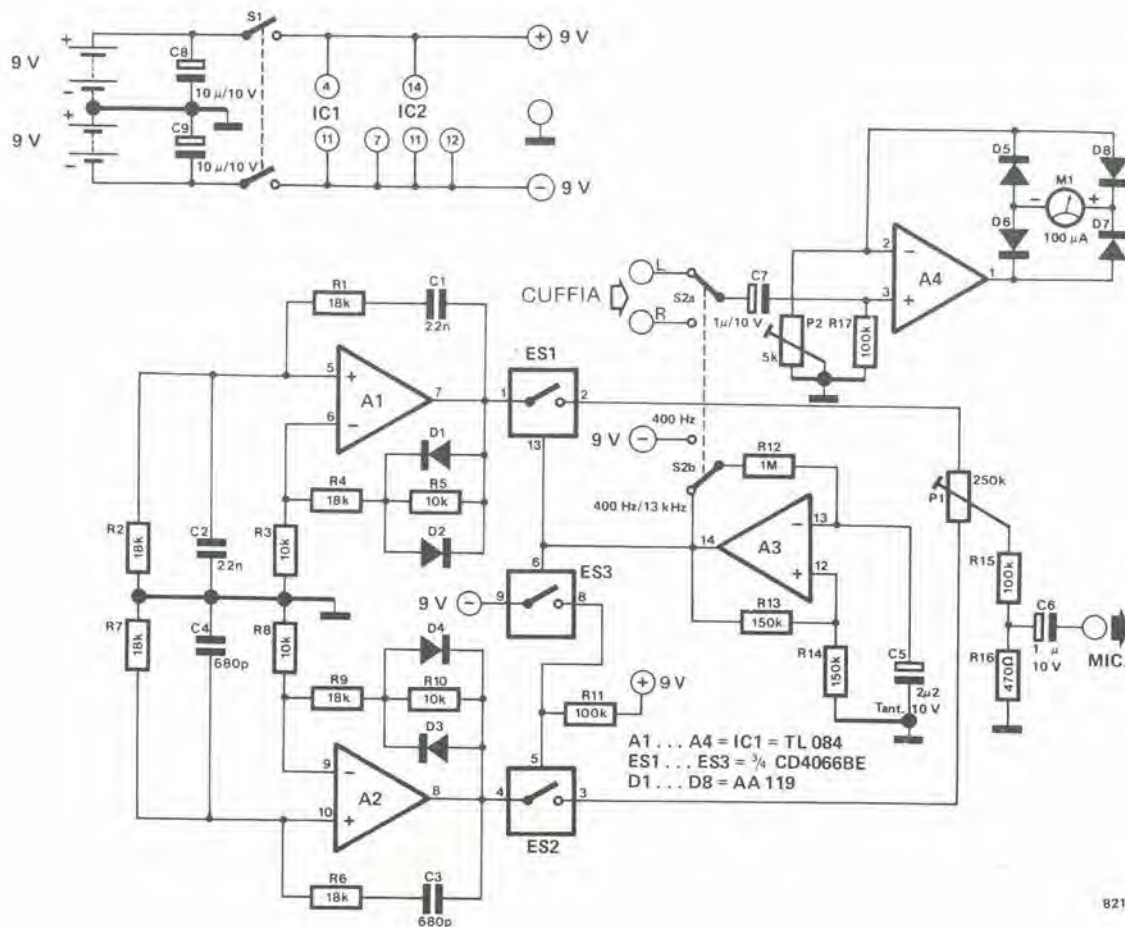 S1
+ 9 V
9 V
+
-
C8
10 µ/10 V
4
14
IC1
IC2
+
9 V
-
C9
10 µ/10 V
11
7
11
12
- 9 V
D5
D8
M1
- +
100 µA
D6
D7
2
-
A4
1
3
+
CUFFIA
L
R
S2a
C7
1µ/10 V
P2
5k
R17
100k
R1
18k
C1
22n
5
+
A1
7
6
-
ES1
1
2
13
D1
R4
18k
R5
10k
D2
R2
18k
C2
22n
R3
10k
400 Hz
9 V -
S2b
400 Hz/13 kHz
R12
1M
-
13
A3
14
12
+
R13
150k
R14
150k
C5
2µ2
Tant. 10 V
250k
P1
R15
100k
C6
1 µ
10 V
R16
470Ω
MIC.
6
ES3
9 V -
9
8
R7
18k
C4
680p
R8
10k
D4
R9
18k
R10
10k
D3
R11
100k
+ 9 V
5
9
-
A2
8
10
+
4
3
ES2
R6
18k
C3
680p
A1 . . . A4 = IC1 = TL 084
ES1 . . . ES3 = ¾ CD4066BE
D1 . . . D8 = AA 119
821